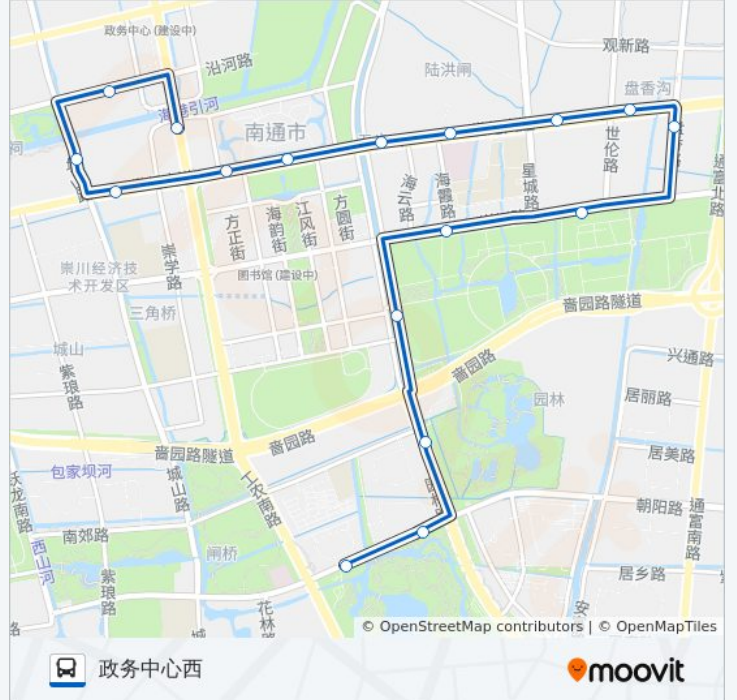 政务中心 (建设中)
沿河路
观新路
陆洪闸
盘香沟
海港引河
南通市
祠
世伦路
通富北路
星城路
海霞路
海云路
方圆街
江风街
海韵街
方正街
崇学路
崇川经济技
术开发区
图书馆 (建设中)
三角桥
啬园路隧道
城山
紫琅路
兴通路
啬园路
居丽路
园林
啬园路
啬园路隧道
居美路
包家坝河
城山路
工农南路
朝阳路
通富南路
跃龙南路
南郊路
西山河
闸桥
紫琅路
居乡路
花林路
安
城
路
© OpenStreetMap contributors | © OpenMapTiles
政务中心西
moovit